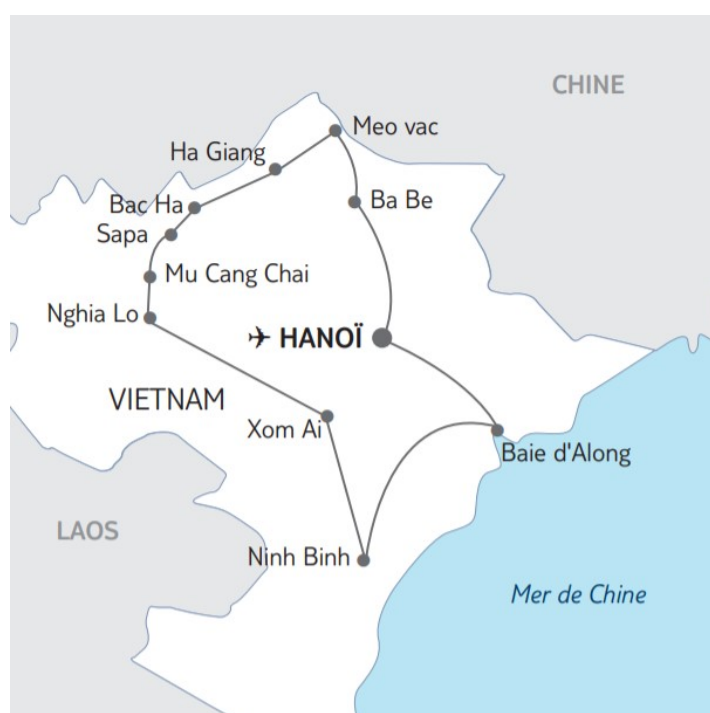 CHINE
Meo vac
Ha Giang
Bac Ha
Ba Be
Sapa
Mu Cang Chai
Nghia Lo
HANOÏ
VIETNAM
Xom Ai
Baie d'Along
LAOS
Ninh Binh
Mer de Chine